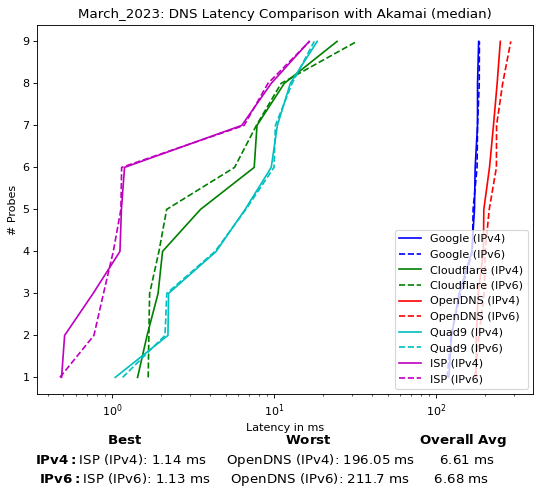 March_2023: DNS Latency Comparison with Akamai (median)
9
8
7
6
5
4
3
2
1
# Probes
Google (IPv4)
Google (IPv6)
Cloudflare (IPv4)
Cloudflare (IPv6)
OpenDNS (IPv4)
OpenDNS (IPv6)
Quad9 (IPv4)
Quad9 (IPv6)
ISP (IPv4)
ISP (IPv6)
10⁰ 10¹ 10²
Latency in ms
Best Worst Overall Avg
IPv4: ISP (IPv4): 1.14 ms OpenDNS (IPv4): 196.05 ms 6.61 ms
IPv6: ISP (IPv6): 1.13 ms OpenDNS (IPv6): 211.7 ms 6.68 ms